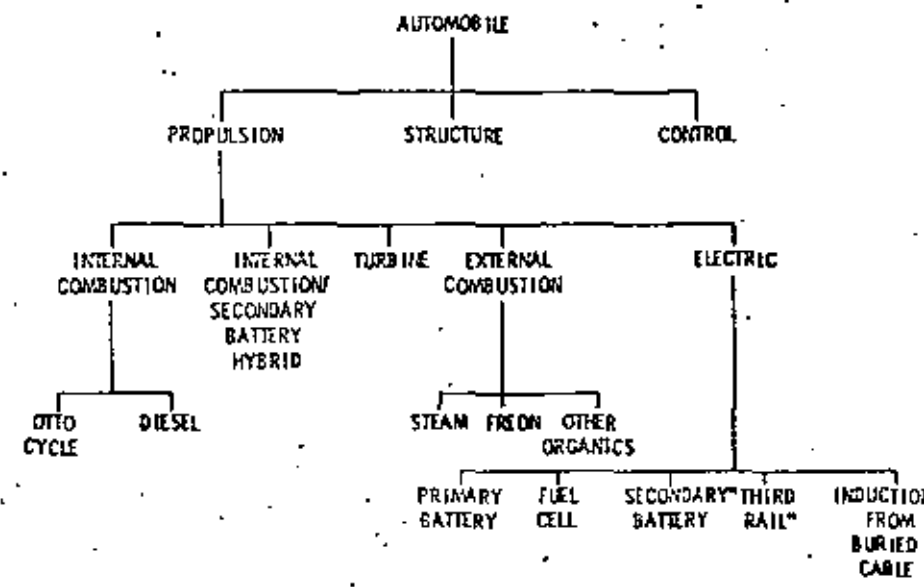 AUTOMOBILE
PROPULSION
STRUCTURE
CONTROL
INTERNAL
COMBUSTION
INTERNAL
COMBUSTION/
SECONDARY
BATTERY
HYBRID
TURBINE
EXTERNAL
COMBUSTION
ELECTRIC
OTTO
CYCLE
DIESEL
STEAM
FREON
OTHER
ORGANICS
PRIMARY
BATTERY
FUEL
CELL
SECONDARY
BATTERY
"THIRD
RAIL"
INDUCTION
FROM
BURIED
CABLE